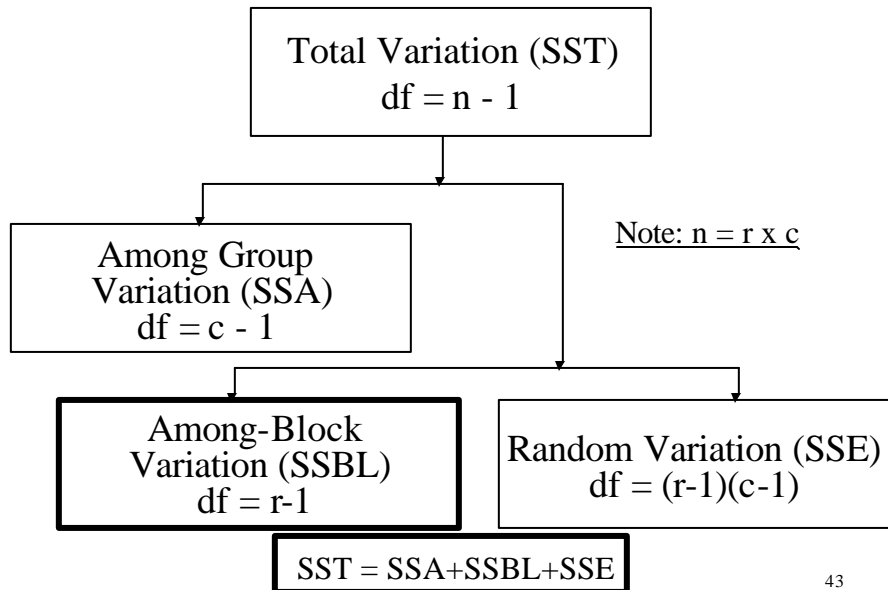 Total Variation (SST)
df = n - 1
Note: n = r x c
Among Group
Variation (SSA)
df = c - 1
Among-Block
Variation (SSBL)
df = r-1
Random Variation (SSE)
df = (r-1)(c-1)
SST = SSA+SSBL+SSE
43